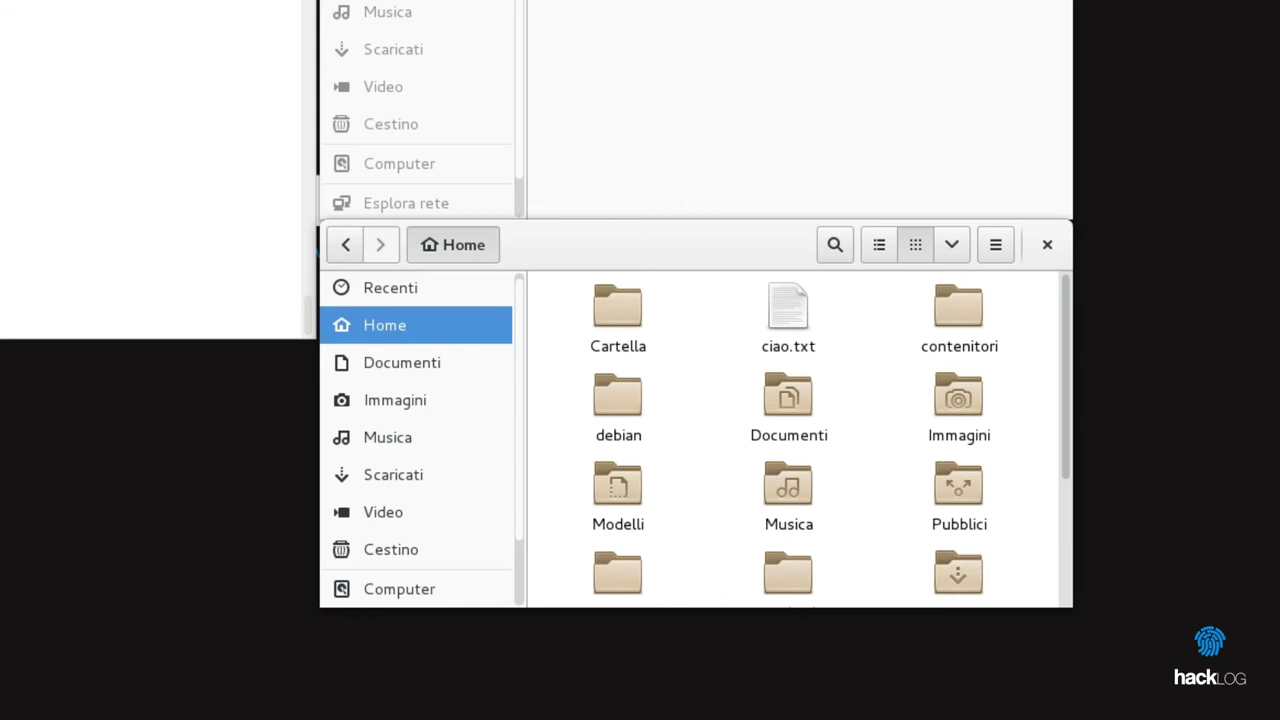 Musica
Scaricati
Video
Cestino
Computer
Esplora rete
Home
Recenti
Home
Documenti
Immagini
Musica
Scaricati
Video
Cestino
Computer
Cartella
ciao.txt
contenitori
debian
Documenti
Immagini
Modelli
Musica
Pubblici
hackLOG